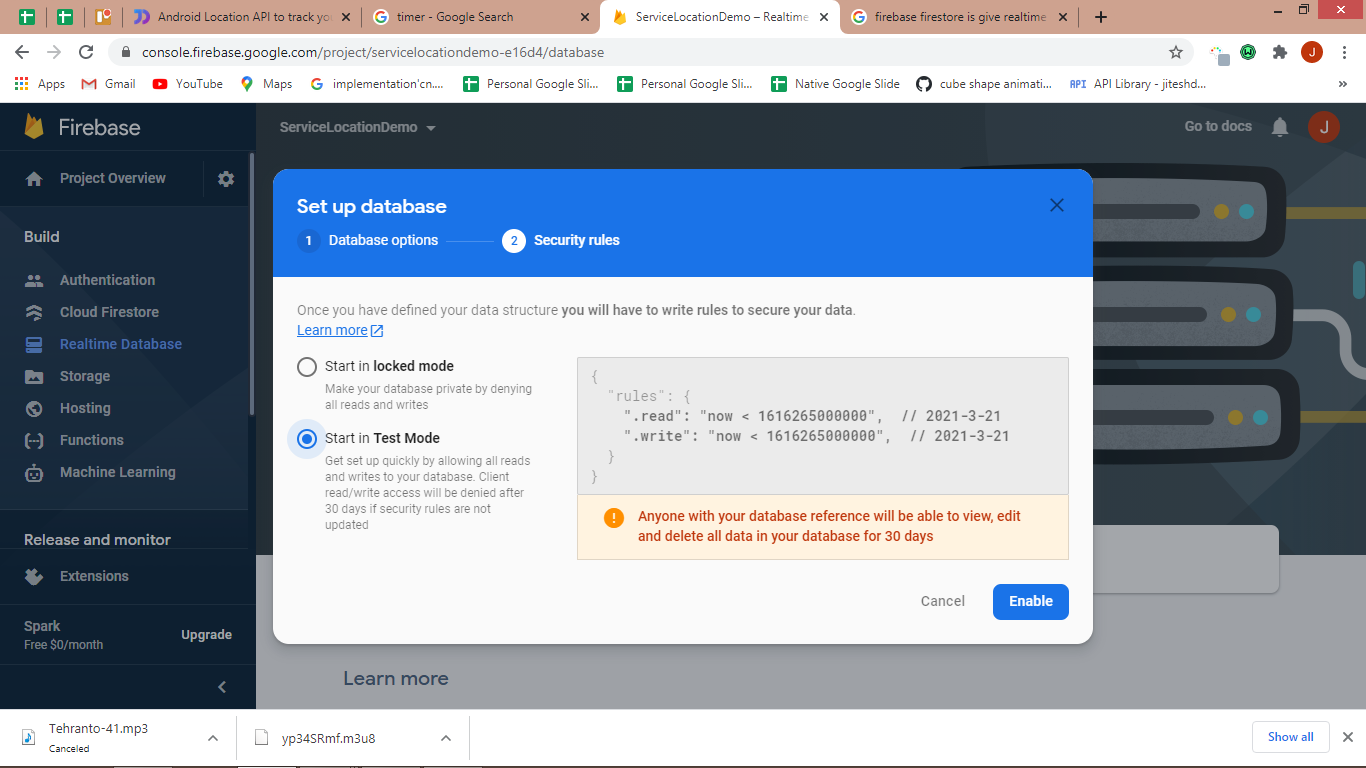 Android Location API to track you
timer - Google Search
ServiceLocationDemo – Realtime
firebase firestore is give realtime
console.firebase.google.com/project/servicelocationdemo-e16d4/database
J
Apps
Gmail
YouTube
Maps
implementation'cn....
Personal Google Sli...
Personal Google Sli...
Native Google Slide
cube shape animati...
API
API Library - jiteshd...
»
Firebase
ServiceLocationDemo
Go to docs
J
Project Overview
Build
Authentication
Cloud Firestore
Realtime Database
Storage
Hosting
Functions
Machine Learning
Release and monitor
Extensions
Spark
Free $0/month
Upgrade
Set up database
1 Database options
2 Security rules
Once you have defined your data structure you will have to write rules to secure your data.
Learn more
Start in locked mode
Make your database private by denying
all reads and writes
Start in Test Mode
Get set up quickly by allowing all reads
and writes to your database. Client
read/write access will be denied after
30 days if security rules are not
updated
{
"rules": {
".read": "now < 1616265000000",  // 2021-3-21
".write": "now < 1616265000000",  // 2021-3-21
}
}
Anyone with your database reference will be able to view, edit
and delete all data in your database for 30 days
Cancel
Enable
Learn more
Tehranto-41.mp3
Canceled
yp34SRmf.m3u8
Show all